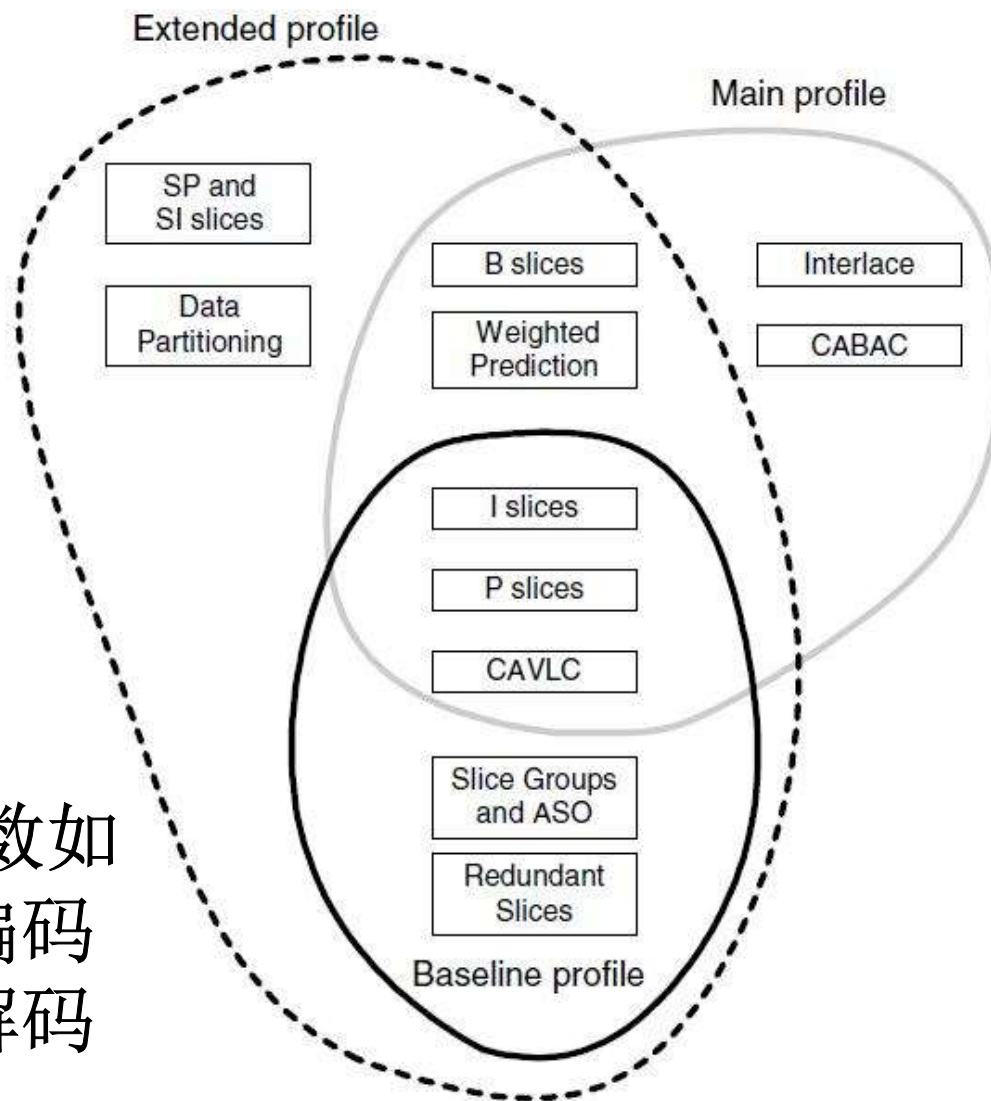 Extended profile
Main profile
SP and
SI slices
Data
Partitioning
B slices
Weighted
Prediction
Interlace
CABAC
I slices
P slices
CAVLC
Slice Groups
and ASO
Redundant
Slices
Baseline profile
数如
编码
解码